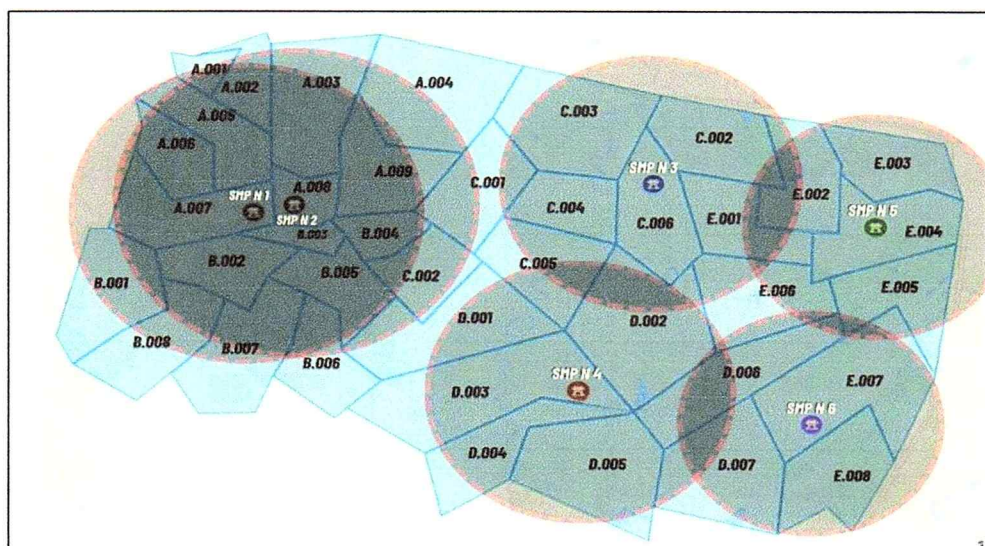 A.001
A.002
A.003
A.004
A.005
A.006
A.007
A.008
A.009
SMP N 1
SMP N 2
B.001
B.002
B.003
B.004
B.005
B.006
B.007
B.008
C.002
C.001
C.003
C.002
SMP N 3
C.004
C.006
C.005
E.001
E.002
E.003
SMP N 5
E.004
E.005
E.006
D.001
D.002
D.003
SMP N 4
D.004
D.005
D.006
D.007
SMP N 6
E.007
E.008